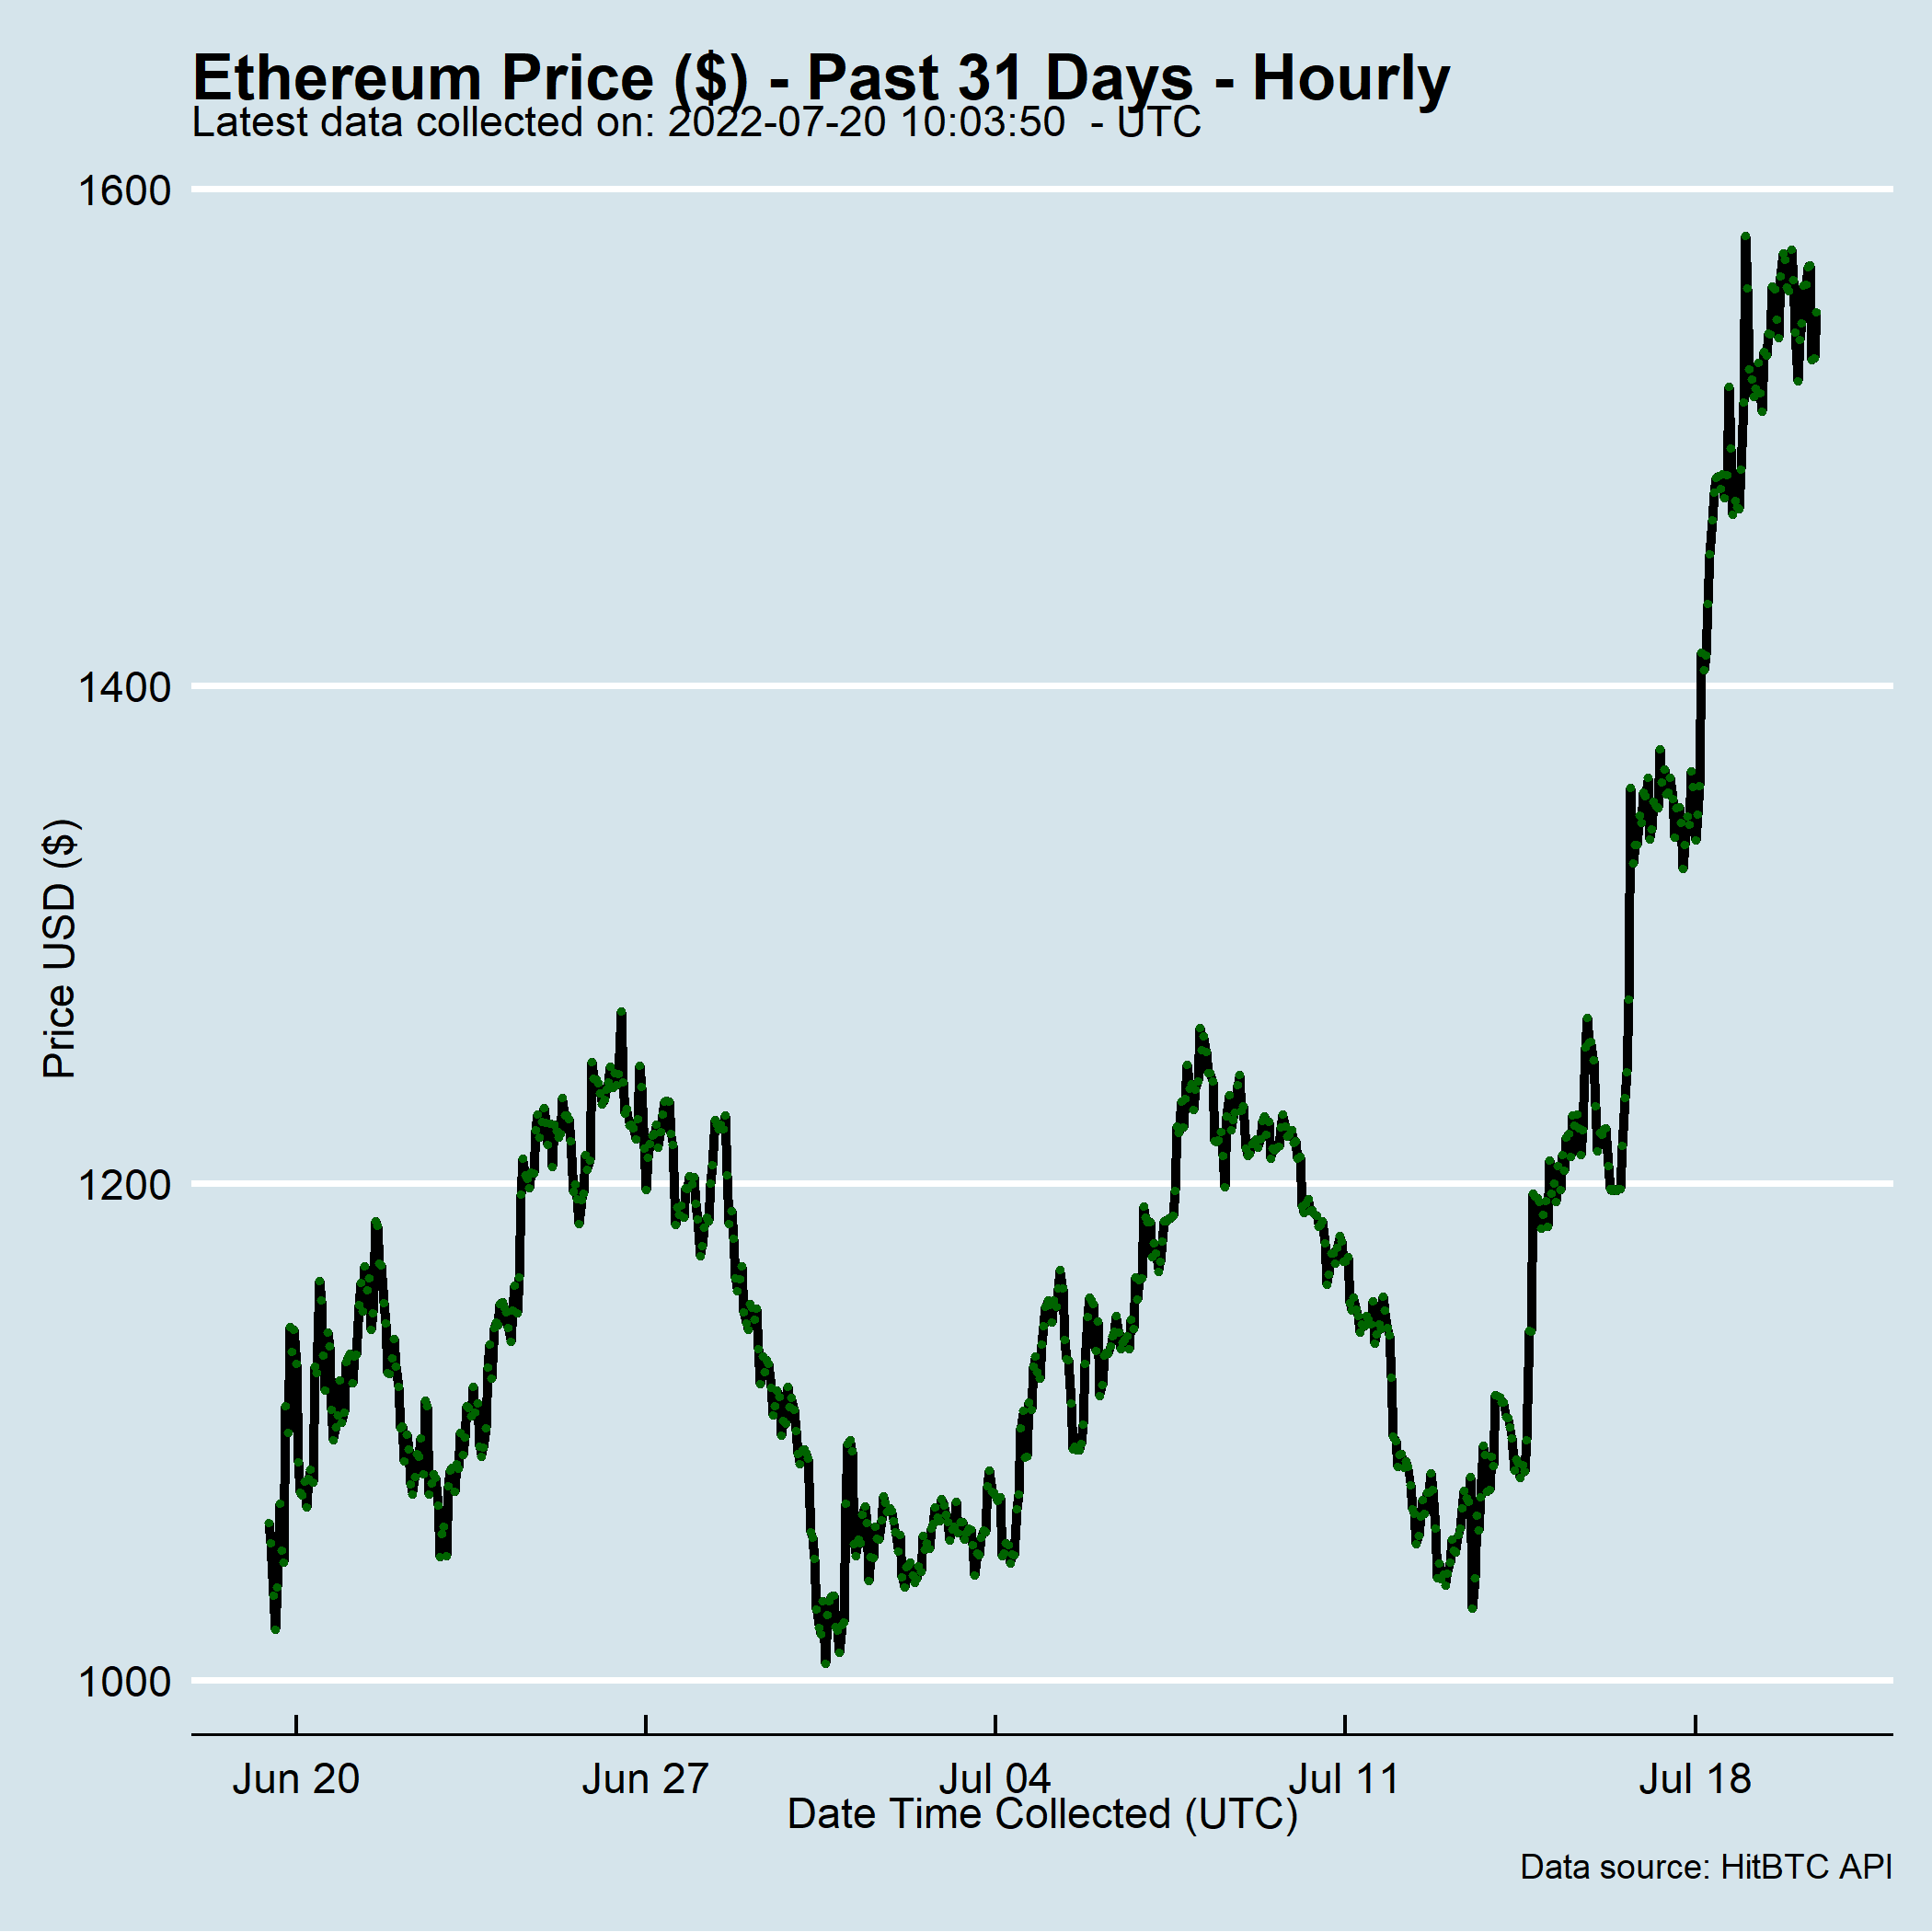 Ethereum Price ($) - Past 31 Days - Hourly
Latest data collected on: 2022-07-20 10:03:50  - UTC
1600
1400
1200
1000
Price USD ($)
Jun 20
Jun 27
Jul 04
Jul 11
Jul 18
Date Time Collected (UTC)
Data source: HitBTC API